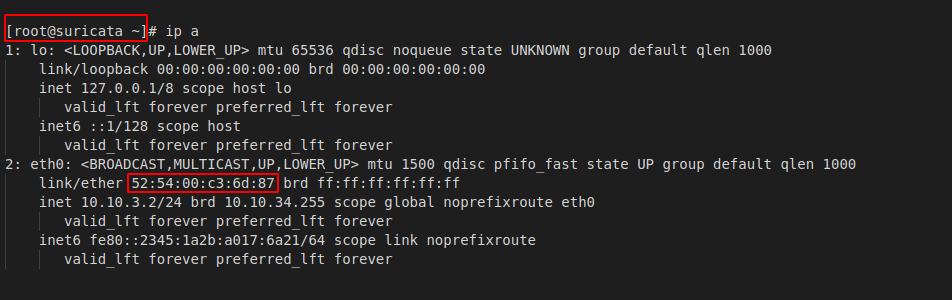 [root@suricata ~]# ip a
1: lo: <LOOPBACK,UP,LOWER_UP> mtu 65536 qdisc noqueue state UNKNOWN group default qlen 1000
link/loopback 00:00:00:00:00:00 brd 00:00:00:00:00:00
inet 127.0.0.1/8 scope host lo
valid_lft forever preferred_lft forever
inet6 ::1/128 scope host
valid_lft forever preferred_lft forever
2: eth0: <BROADCAST,MULTICAST,UP,LOWER_UP> mtu 1500 qdisc pfifo_fast state UP group default qlen 1000
link/ether 52:54:00:c3:6d:87 brd ff:ff:ff:ff:ff:ff
inet 10.10.3.2/24 brd 10.10.34.255 scope global noprefixroute eth0
valid_lft forever preferred_lft forever
inet6 fe80::2345:1a2b:a017:6a21/64 scope link noprefixroute
valid_lft forever preferred_lft forever